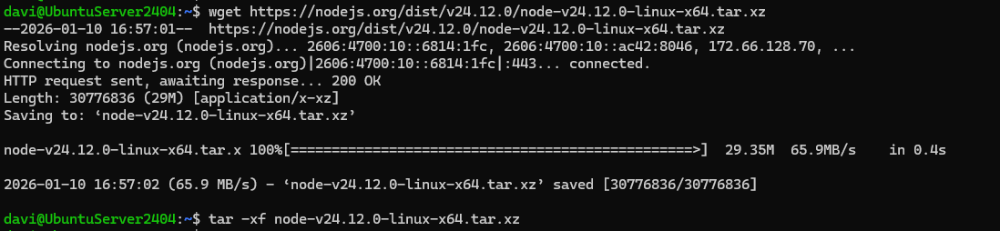 davi@UbuntuServer2404:~$ wget https://nodejs.org/dist/v24.12.0/node-v24.12.0-linux-x64.tar.xz
--2026-01-10 16:57:01--  https://nodejs.org/dist/v24.12.0/node-v24.12.0-linux-x64.tar.xz
Resolving nodejs.org (nodejs.org)... 2606:4700:10::6814:1fc, 2606:4700:10::ac42:8046, 172.66.128.70, ...
Connecting to nodejs.org (nodejs.org)|2606:4700:10::6814:1fc|:443... connected.
HTTP request sent, awaiting response... 200 OK
Length: 30776836 (29M) [application/x-xz]
Saving to: ‘node-v24.12.0-linux-x64.tar.xz’
node-v24.12.0-linux-x64.tar.x 100%[=================================================>]  29.35M  65.9MB/s    in 0.4s
2026-01-10 16:57:02 (65.9 MB/s) - ‘node-v24.12.0-linux-x64.tar.xz’ saved [30776836/30776836]
davi@UbuntuServer2404:~$ tar -xf node-v24.12.0-linux-x64.tar.xz